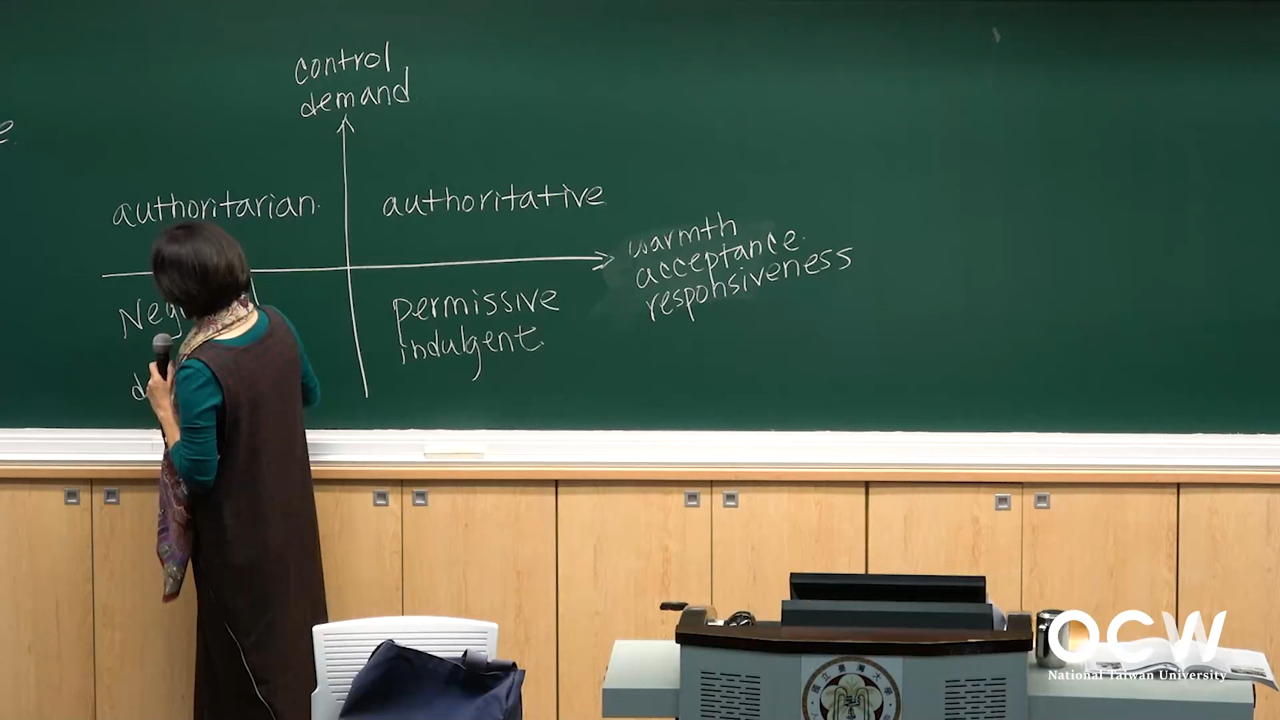 control
demand
authoritarian
authoritative
warmth
acceptance
responsiveness
permissive
indulgent
OCW
National Taiwan University